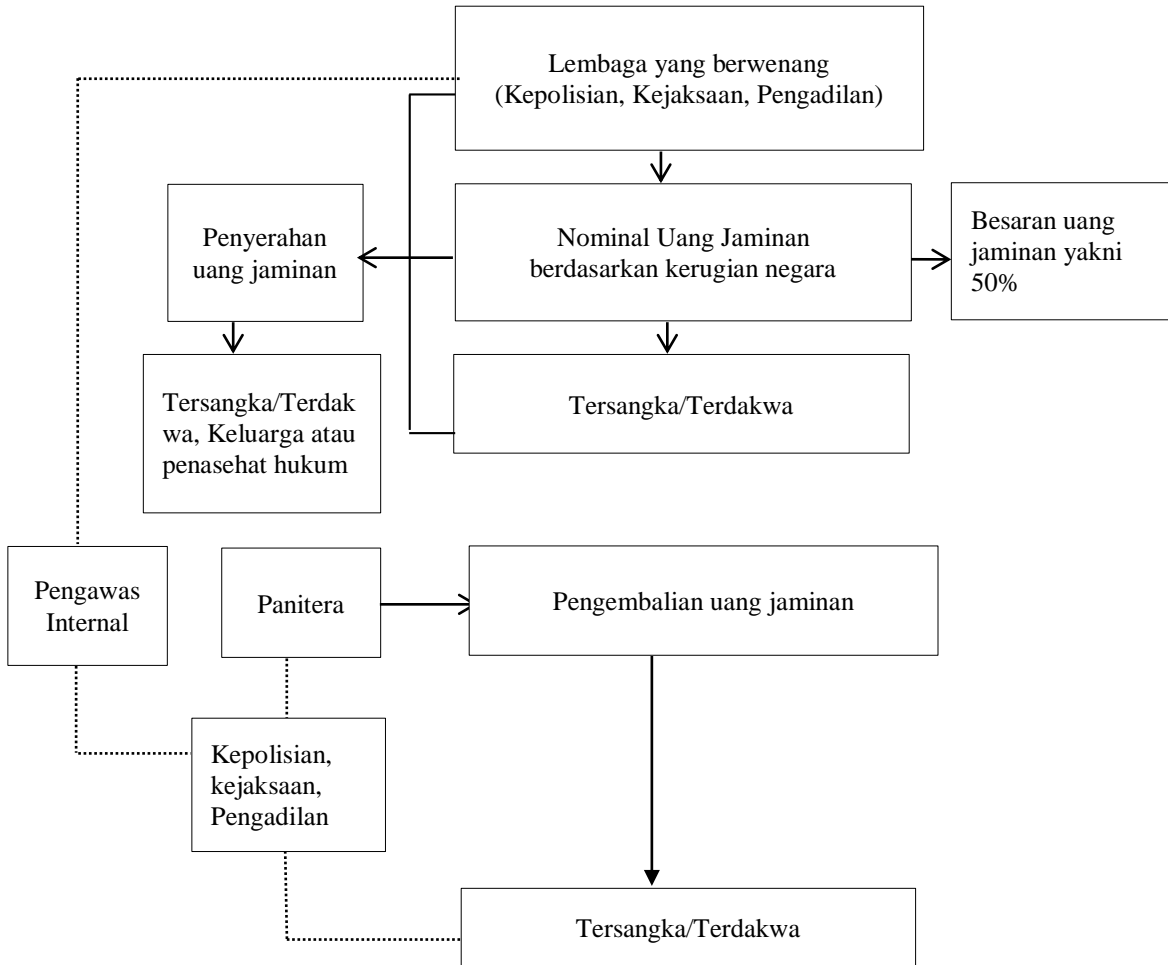 Lembaga yang berwenang
(Kepolisian, Kejaksaan, Pengadilan)
Penyerahan
uang jaminan
Nominal Uang Jaminan
berdasarkan kerugian negara
Besaran uang
jaminan yakni
50%
Tersangka/Terdak
wa, Keluarga atau
penasehat hukum
Tersangka/Terdakwa
Pengawas
Internal
Panitera
Pengembalian uang jaminan
Kepolisian,
kejaksaan,
Pengadilan
Tersangka/Terdakwa